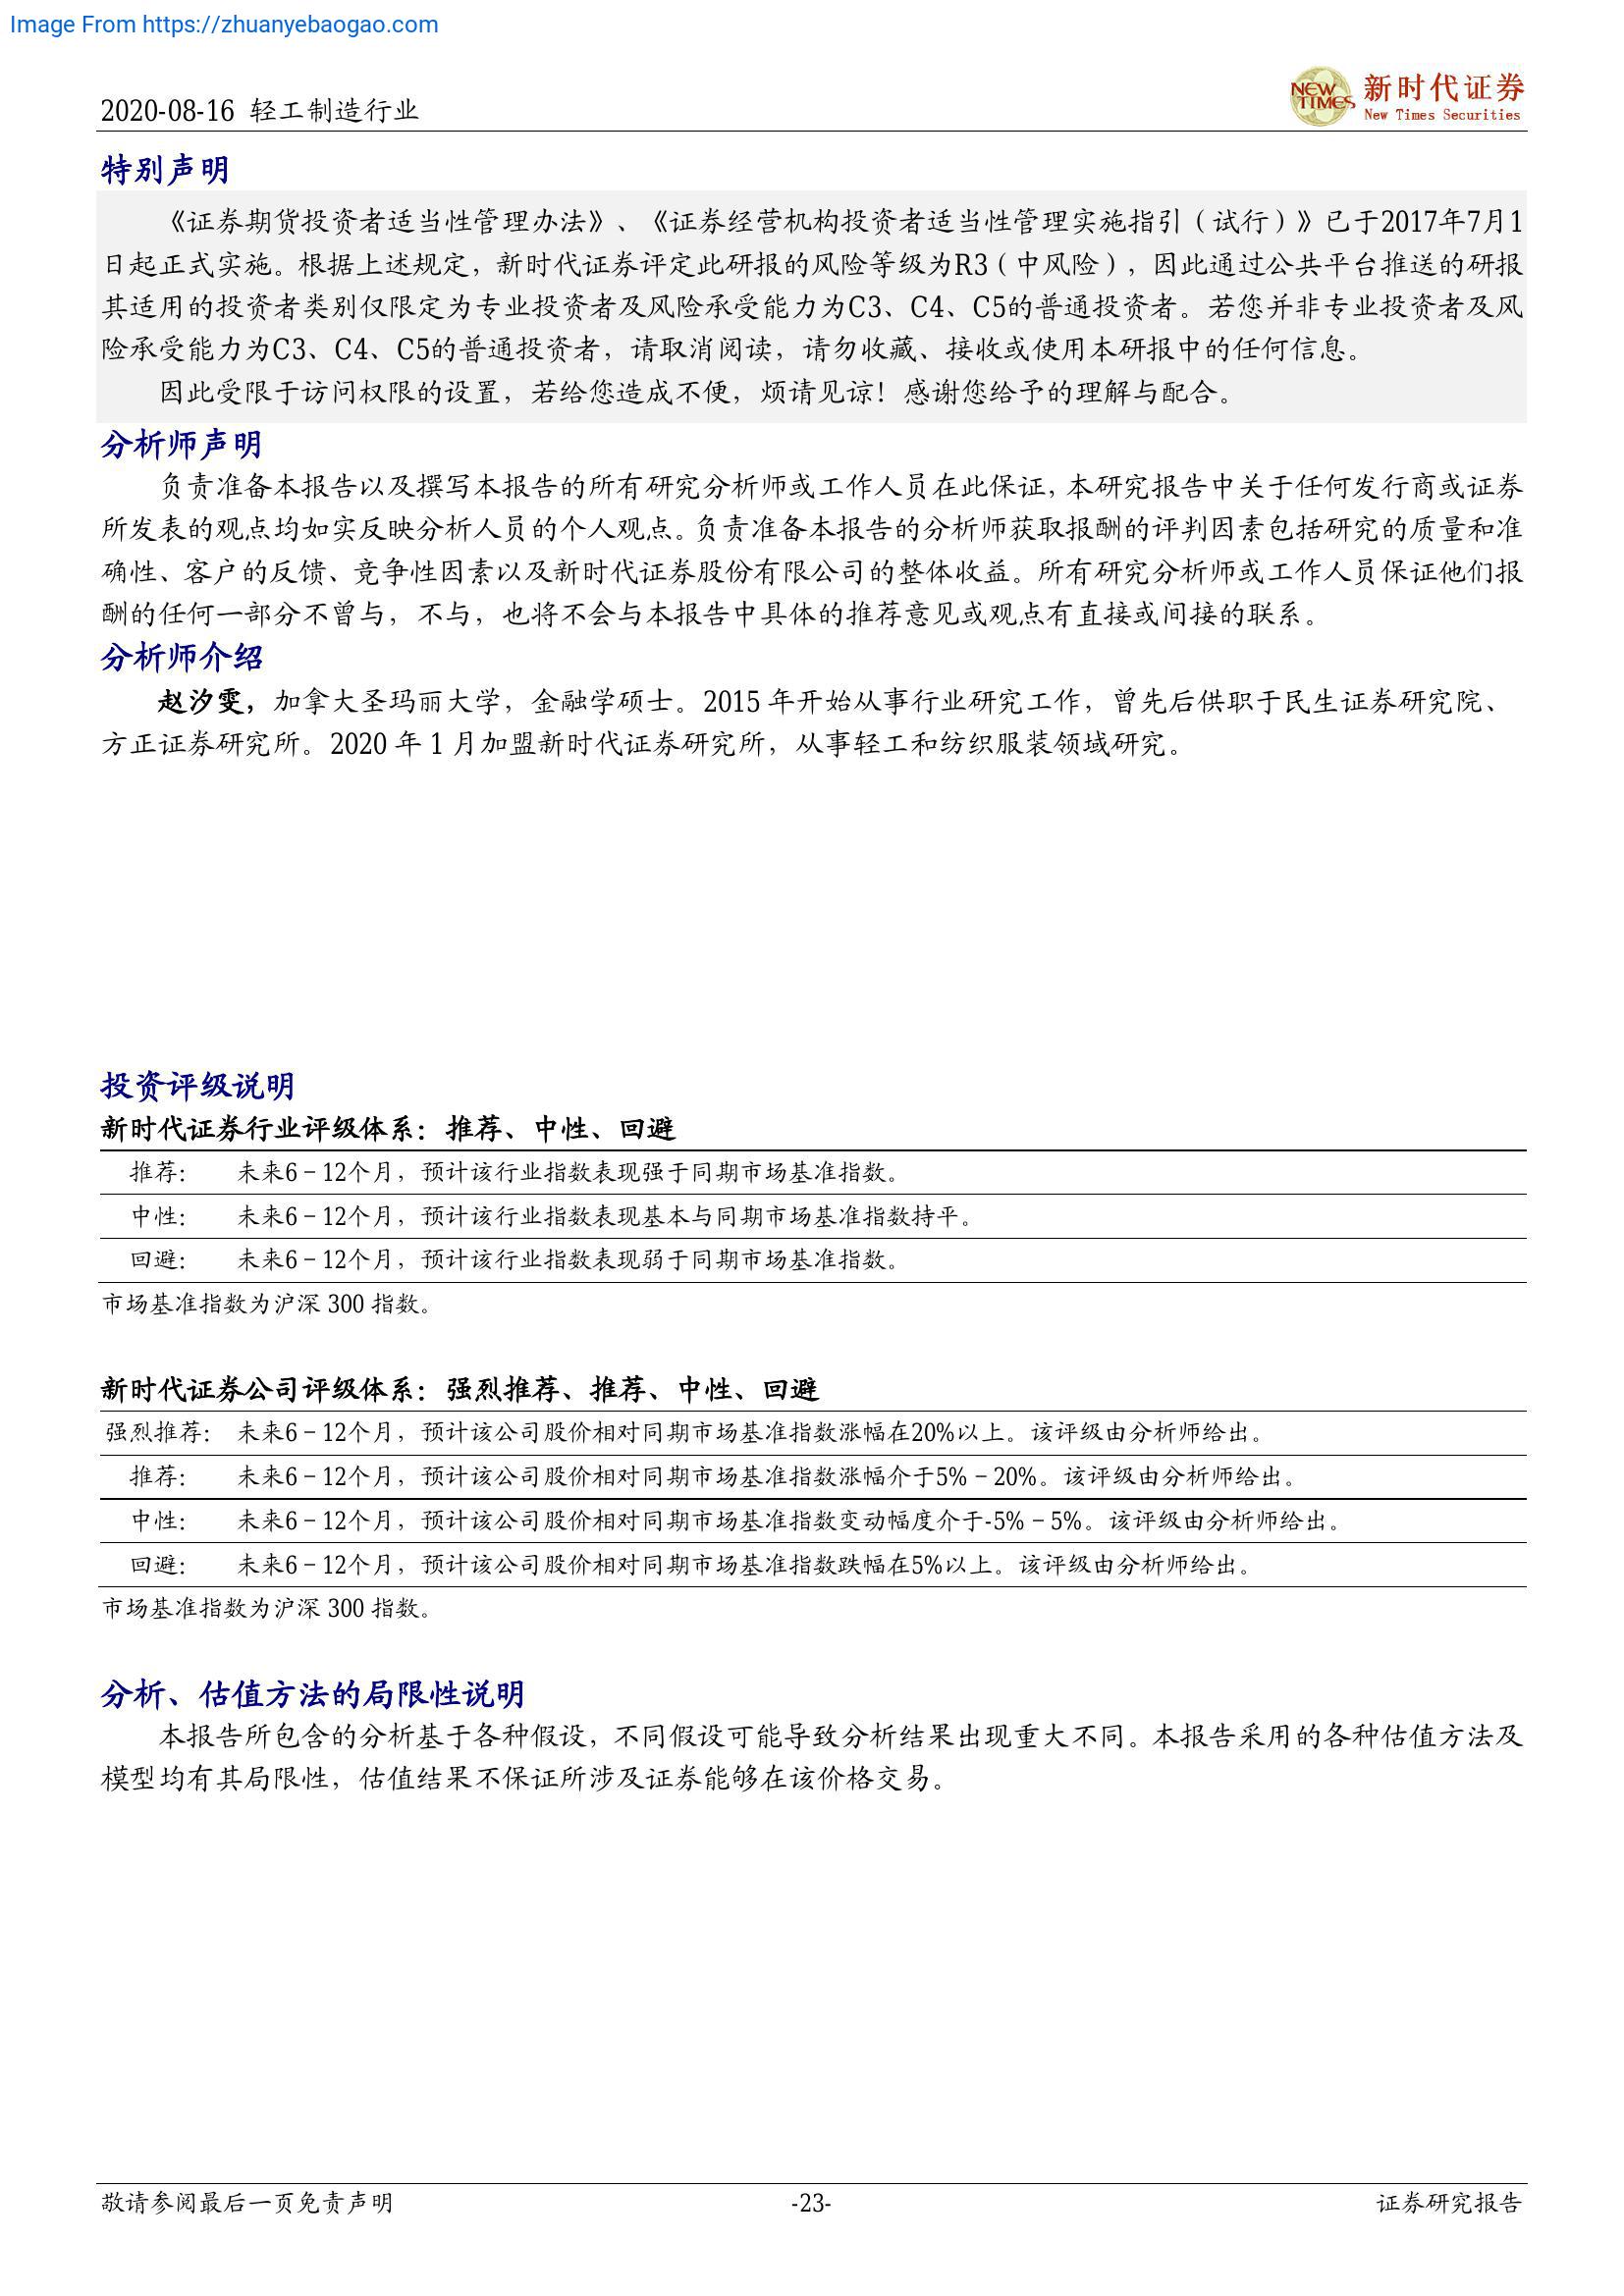 Image From https://zhuanyebaogao.com
2020-08-16 轻工制造行业
NEW TIMES
新时代证券
New Times Securities
特别声明
《证券期货投资者适当性管理办法》、《证券经营机构投资者适当性管理实施指引（试行）》已于2017年7月1
日起正式实施。根据上述规定，新时代证券评定此研报的风险等级为R3（中风险），因此通过公共平台推送的研报
其适用的投资者类别仅限定为专业投资者及风险承受能力为C3、C4、C5的普通投资者。若您并非专业投资者及风
险承受能力为C3、C4、C5的普通投资者，请取消阅读，请勿收藏、接收或使用本研报中的任何信息。
因此受限于访问权限的设置，若给您造成不便，烦请见谅！感谢您给予的理解与配合。
分析师声明
负责准备本报告以及撰写本报告的所有研究分析师或工作人员在此保证，本研究报告中关于任何发行商或证券
所发表的观点均如实反映分析人员的个人观点。负责准备本报告的分析师获取报酬的评判因素包括研究的质量和准
确性、客户的反馈、竞争性因素以及新时代证券股份有限公司的整体收益。所有研究分析师或工作人员保证他们报
酬的任何一部分不曾与，不与，也将不会与本报告中具体的推荐意见或观点有直接或间接的联系。
分析师介绍
赵汐雯，加拿大圣玛丽大学，金融学硕士。2015 年开始从事行业研究工作，曾先后供职于民生证券研究院、
方正证券研究所。2020 年 1 月加盟新时代证券研究所，从事轻工和纺织服装领域研究。
投资评级说明
新时代证券行业评级体系：推荐、中性、回避
推荐： 未来6－12个月，预计该行业指数表现强于同期市场基准指数。
中性： 未来6－12个月，预计该行业指数表现基本与同期市场基准指数持平。
回避： 未来6－12个月，预计该行业指数表现弱于同期市场基准指数。
市场基准指数为沪深 300 指数。
新时代证券公司评级体系：强烈推荐、推荐、中性、回避
强烈推荐： 未来6－12个月，预计该公司股价相对同期市场基准指数涨幅在20%以上。该评级由分析师给出。
推荐： 未来6－12个月，预计该公司股价相对同期市场基准指数涨幅介于5%－20%。该评级由分析师给出。
中性： 未来6－12个月，预计该公司股价相对同期市场基准指数变动幅度介于-5%－5%。该评级由分析师给出。
回避： 未来6－12个月，预计该公司股价相对同期市场基准指数跌幅在5%以上。该评级由分析师给出。
市场基准指数为沪深 300 指数。
分析、估值方法的局限性说明
本报告所包含的分析基于各种假设，不同假设可能导致分析结果出现重大不同。本报告采用的各种估值方法及
模型均有其局限性，估值结果不保证所涉及证券能够在该价格交易。
敬请参阅最后一页免责声明
-23-
证券研究报告